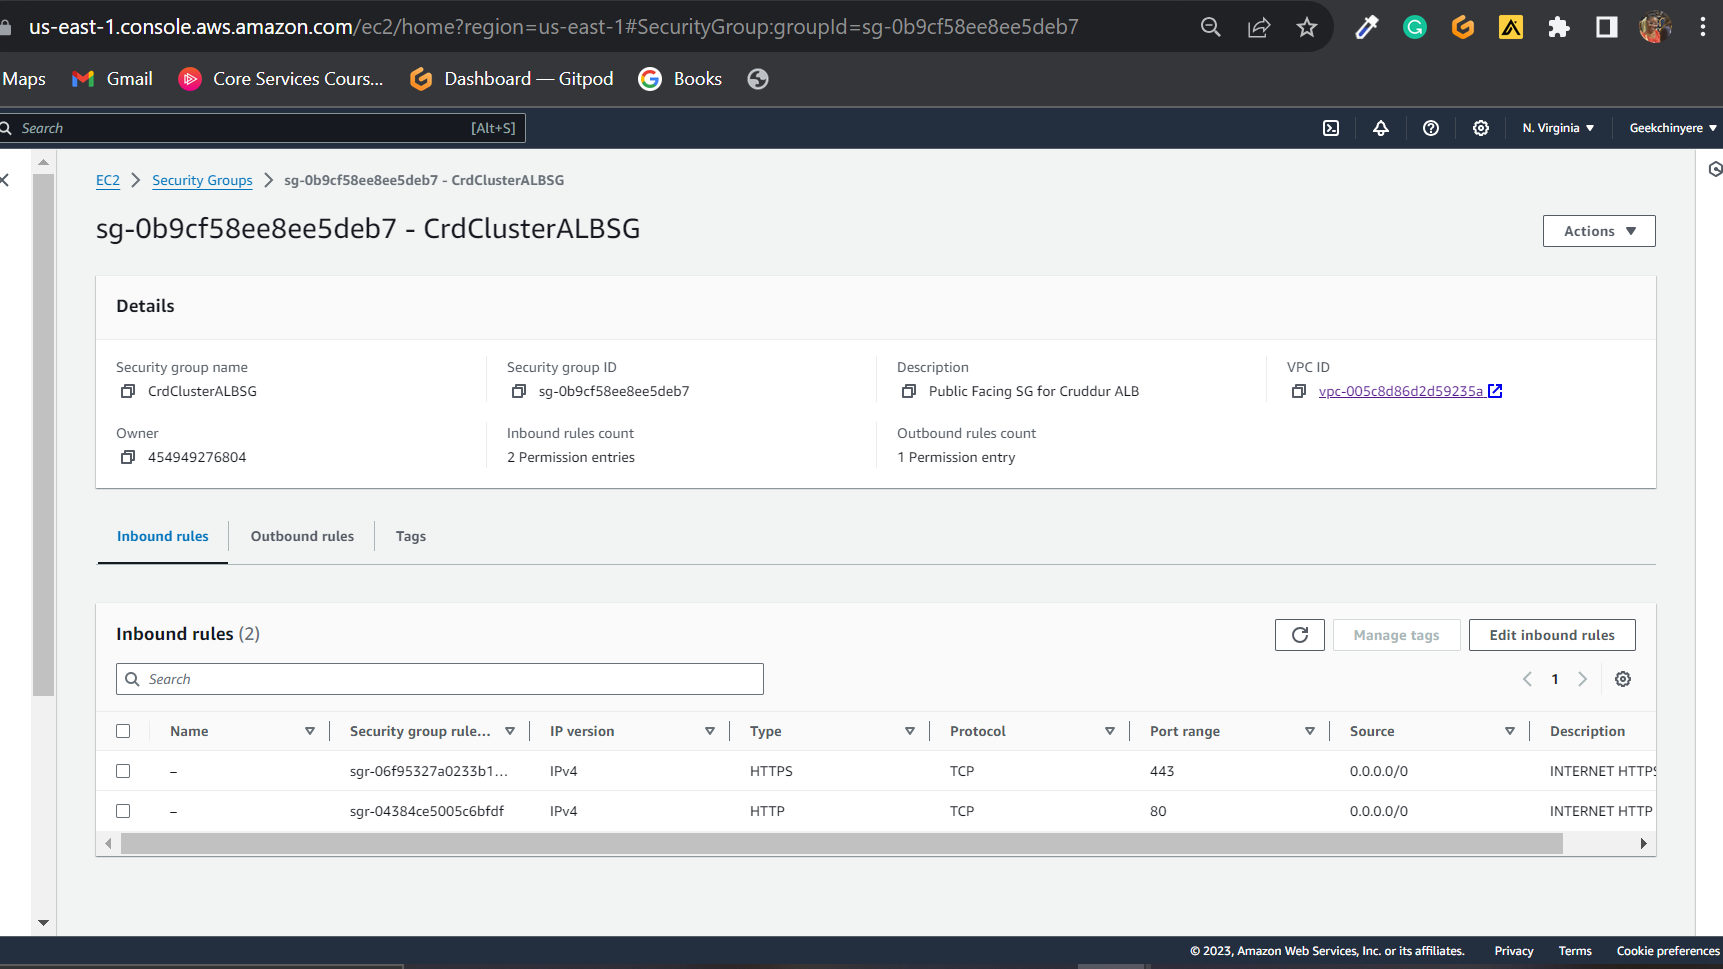 us-east-1.console.aws.amazon.com/ec2/home?region=us-east-1#SecurityGroup:groupId=sg-0b9cf58ee8ee5deb7
Maps Gmail Core Services Cours... Dashboard — Gitpod Books
Search [Alt+S] N. Virginia Geekchinyere
EC2 Security Groups sg-0b9cf58ee8ee5deb7 - CrdClusterALBSG
sg-0b9cf58ee8ee5deb7 - CrdClusterALBSG
Actions
Details
Security group name Security group ID Description VPC ID
CrdClusterALBSG sg-0b9cf58ee8ee5deb7 Public Facing SG for Cruddur ALB vpc-005c8d86d2d59235a
Owner Inbound rules count Outbound rules count
454949276804 2 Permission entries 1 Permission entry
Inbound rules Outbound rules Tags
Inbound rules (2) Manage tags Edit inbound rules
Search 1
Name Security group rule... IP version Type Protocol Port range Source Description
– sgr-06f95327a0233b1... IPv4 HTTPS TCP 443 0.0.0.0/0 INTERNET HTTPS
– sgr-04384ce5005c6bfdf IPv4 HTTP TCP 80 0.0.0.0/0 INTERNET HTTP
© 2023, Amazon Web Services, Inc. or its affiliates. Privacy Terms Cookie preferences